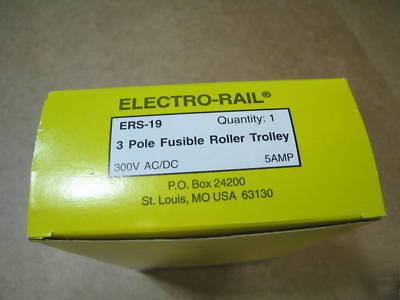 ELECTRO-RAIL®
ERS-19 Quantity: 1
3 Pole Fusible Roller Trolley
300V AC/DC 5AMP
P.O. Box 24200
St. Louis, MO USA 63130